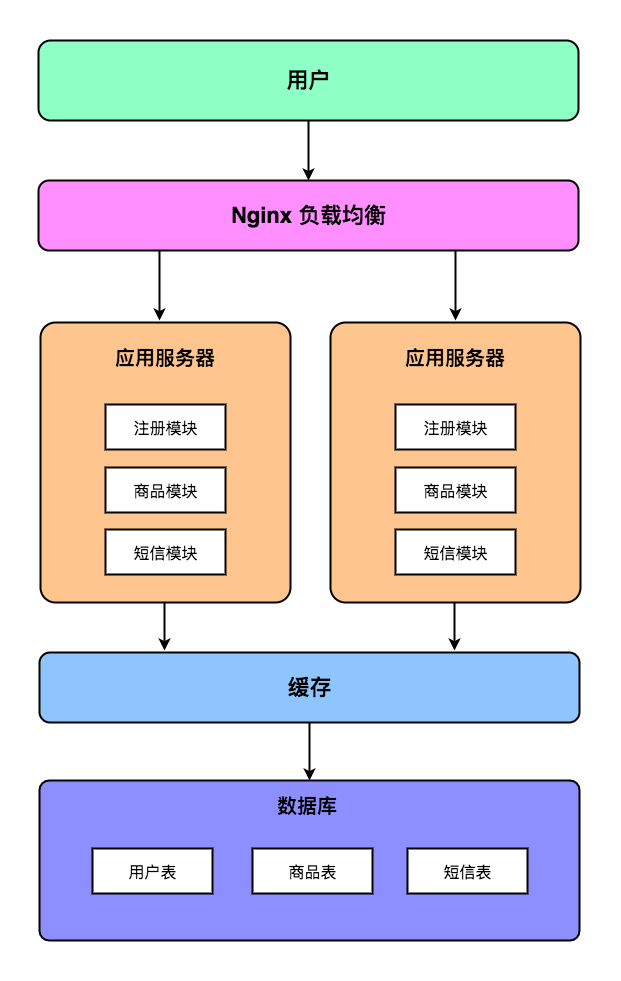 用户
Nginx 负载均衡
应用服务器
注册模块
商品模块
短信模块
应用服务器
注册模块
商品模块
短信模块
缓存
数据库
用户表
商品表
短信表